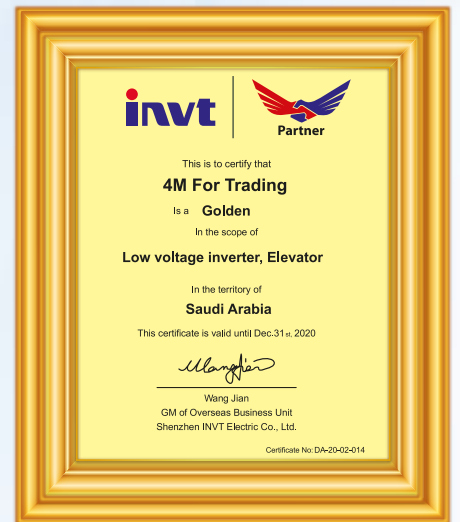 invt
Partner
This is to certify that
4M For Trading
Is a Golden
In the scope of
Low voltage inverter, Elevator
In the territory of
Saudi Arabia
This certificate is valid until Dec.31st, 2020
Wangjian
Wang Jian
GM of Overseas Business Unit
Shenzhen INVT Electric Co., Ltd.
Certificate No: DA-20-02-014